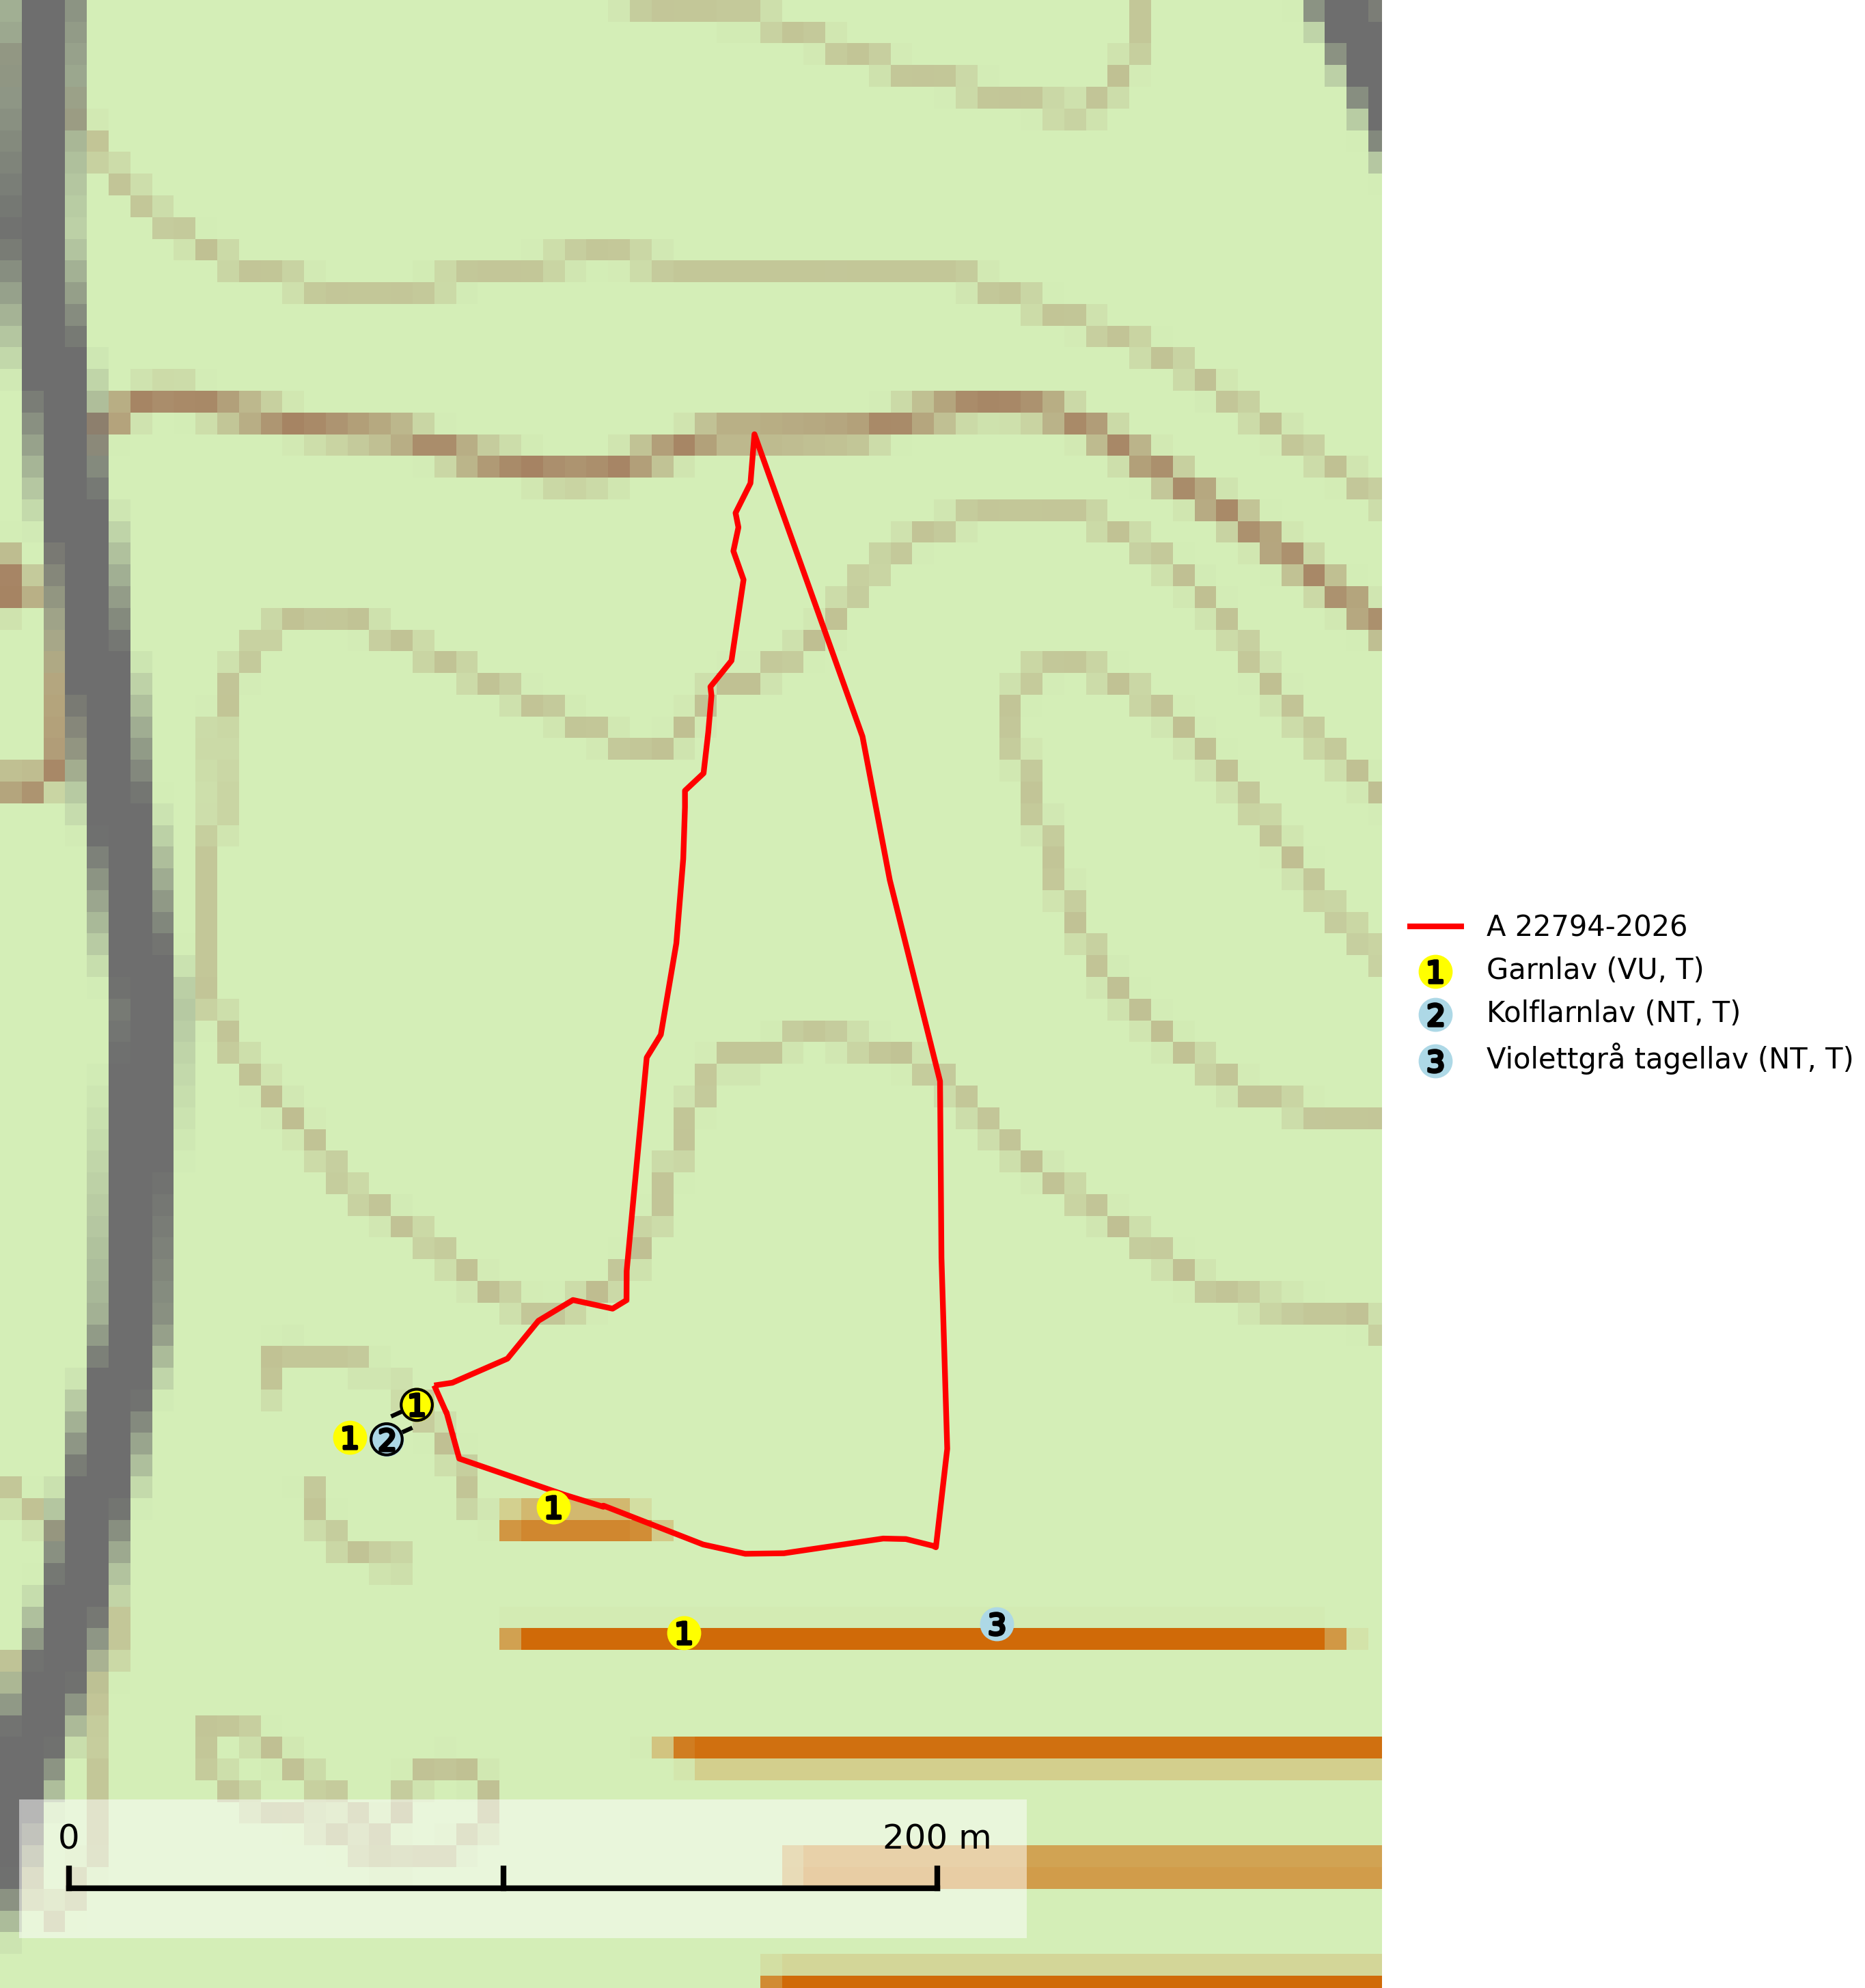 A 22794-2026
1 Garnlav (VU, T)
2 Kolflarnlav (NT, T)
3 Violettgrå tagellav (NT, T)
1
1 2
1
1 3
0 200 m